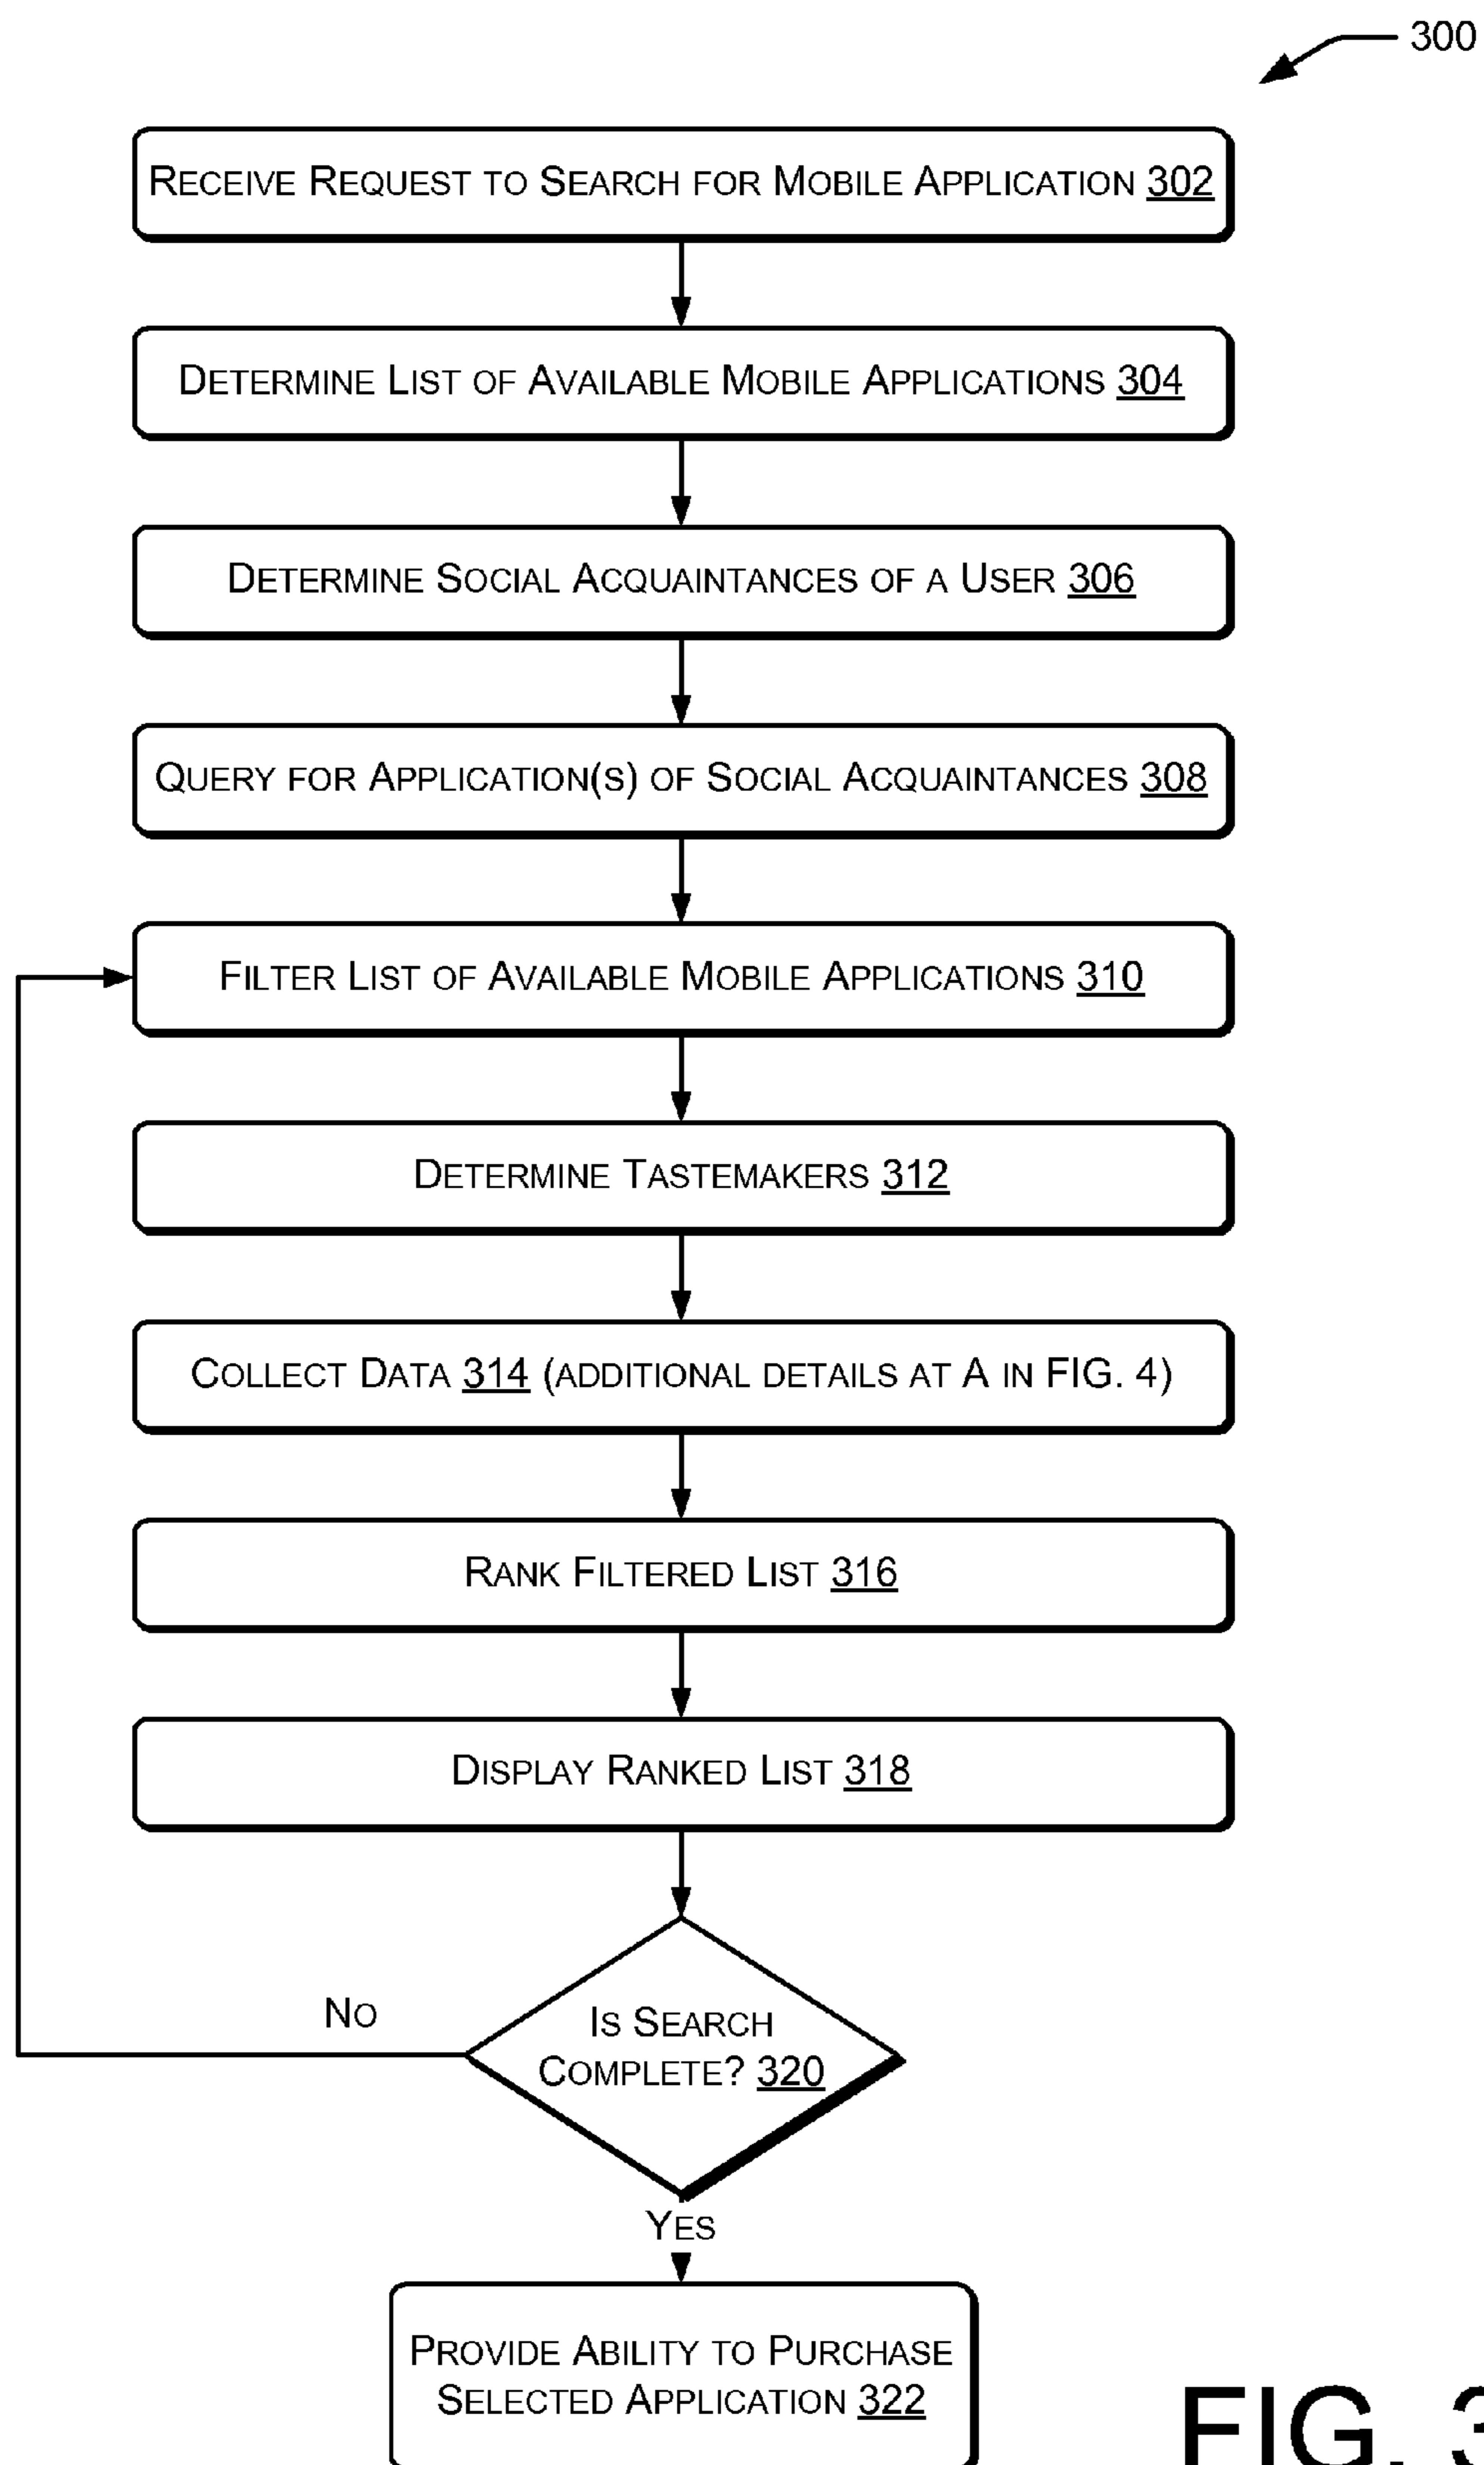 300
RECEIVE REQUEST TO SEARCH FOR MOBILE APPLICATION 302
DETERMINE LIST OF AVAILABLE MOBILE APPLICATIONS 304
DETERMINE SOCIAL ACQUAINTANCES OF A USER 306
QUERY FOR APPLICATION(S) OF SOCIAL ACQUAINTANCES 308
FILTER LIST OF AVAILABLE MOBILE APPLICATIONS 310
DETERMINE TASTEMAKERS 312
COLLECT DATA 314 (ADDITIONAL DETAILS AT A IN FIG. 4)
RANK FILTERED LIST 316
DISPLAY RANKED LIST 318
NO
IS SEARCH
COMPLETE? 320
YES
PROVIDE ABILITY TO PURCHASE
SELECTED APPLICATION 322
FIG. 3